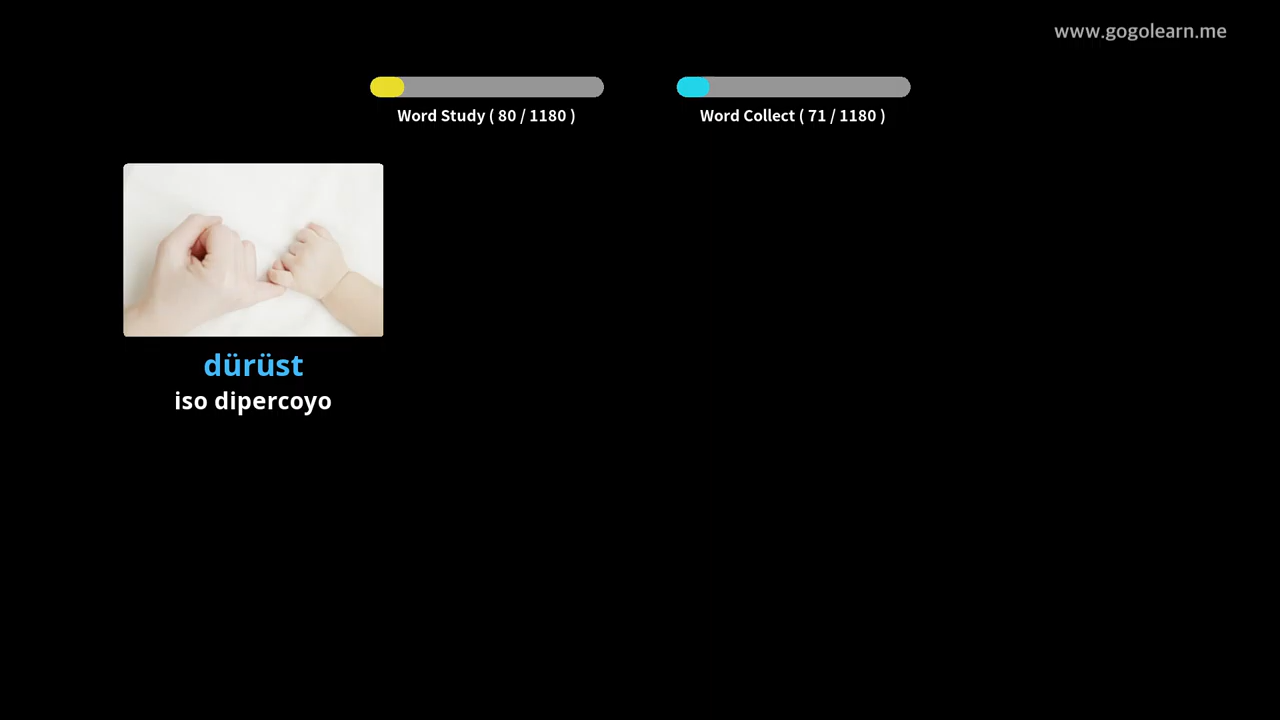 www.gogolearn.me
Word Study ( 80 / 1180 )
Word Collect ( 71 / 1180 )
dürüst
iso dipercoyo